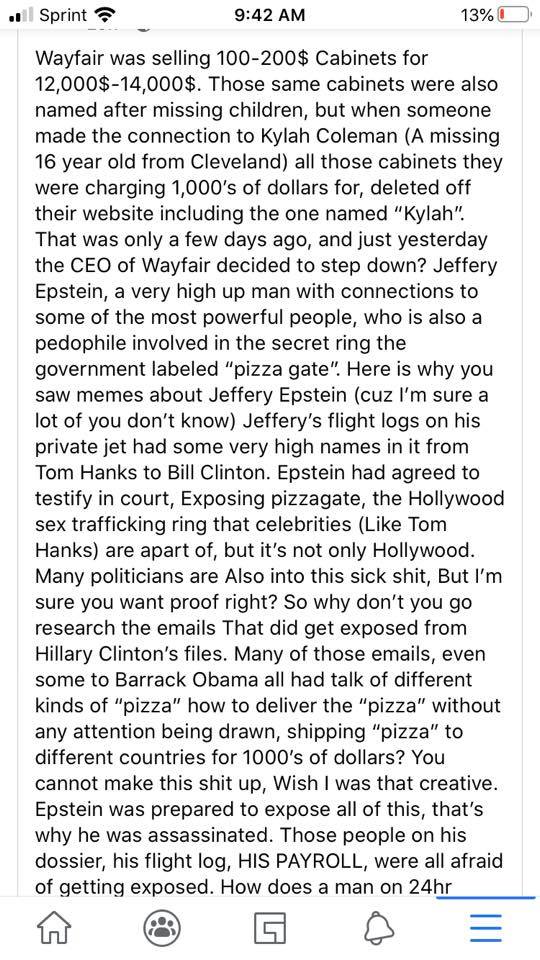 Sprint 9:42 AM 13%
Wayfair was selling 100-200$ Cabinets for
12,000$-14,000$. Those same cabinets were also
named after missing children, but when someone
made the connection to Kylah Coleman (A missing
16 year old from Cleveland) all those cabinets they
were charging 1,000’s of dollars for, deleted off
their website including the one named “Kylah”.
That was only a few days ago, and just yesterday
the CEO of Wayfair decided to step down? Jeffery
Epstein, a very high up man with connections to
some of the most powerful people, who is also a
pedophile involved in the secret ring the
government labeled “pizza gate”. Here is why you
saw memes about Jeffery Epstein (cuz I’m sure a
lot of you don’t know) Jeffery’s flight logs on his
private jet had some very high names in it from
Tom Hanks to Bill Clinton. Epstein had agreed to
testify in court, Exposing pizzagate, the Hollywood
sex trafficking ring that celebrities (Like Tom
Hanks) are apart of, but it’s not only Hollywood.
Many politicians are Also into this sick shit, But I’m
sure you want proof right? So why don’t you go
research the emails That did get exposed from
Hillary Clinton’s files. Many of those emails, even
some to Barrack Obama all had talk of different
kinds of “pizza” how to deliver the “pizza” without
any attention being drawn, shipping “pizza” to
different countries for 1000’s of dollars? You
cannot make this shit up, Wish I was that creative.
Epstein was prepared to expose all of this, that’s
why he was assassinated. Those people on his
dossier, his flight log, HIS PAYROLL, were all afraid
of getting exposed. How does a man on 24hr